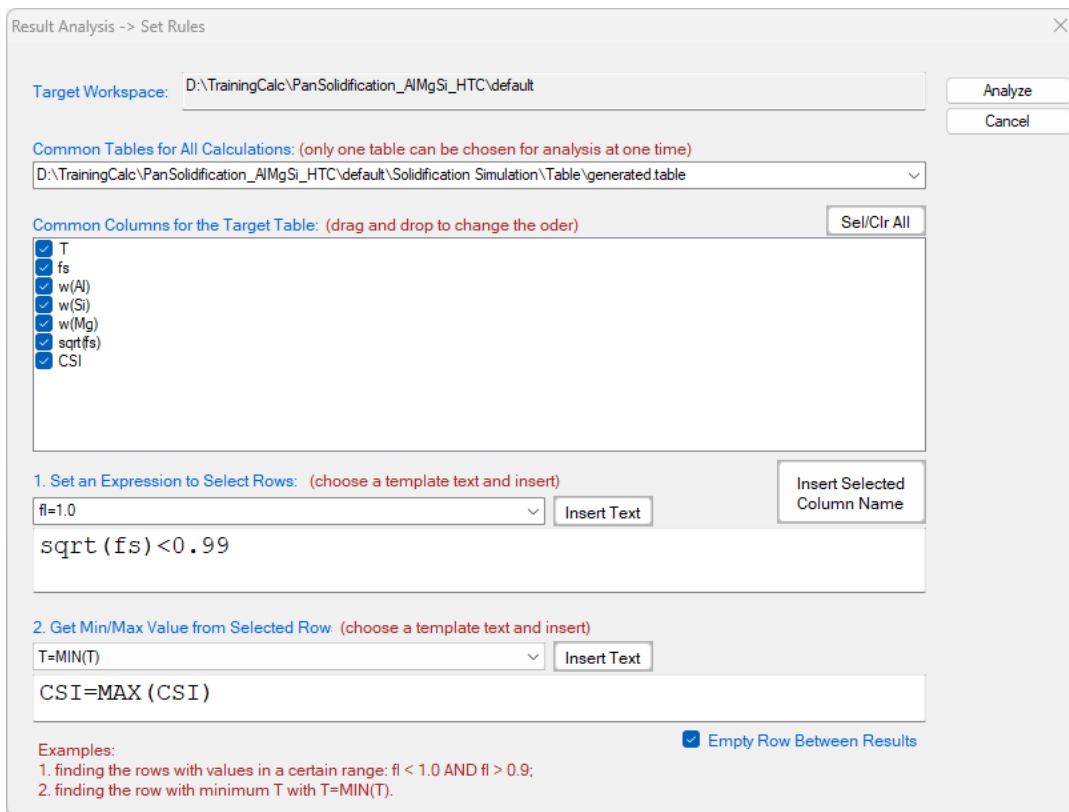 Result Analysis -> Set Rules
Target Workspace: D:\TrainingCalc\PanSolidification_AlMgSi_HTC\default
Analyze
Cancel
Common Tables for All Calculations: (only one table can be chosen for analysis at one time)
D:\TrainingCalc\PanSolidification_AlMgSi_HTC\default\Solidification Simulation\Table\generated.table
Common Columns for the Target Table: (drag and drop to change the oder)
Sel/Clr All
T
fs
w(Al)
w(Si)
w(Mg)
sqrt(fs)
CSI
1. Set an Expression to Select Rows: (choose a template text and insert)
Insert Selected
Column Name
fl=1.0
Insert Text
sqrt(fs)<0.99
2. Get Min/Max Value from Selected Row (choose a template text and insert)
T=MIN(T)
Insert Text
CSI=MAX(CSI)
Empty Row Between Results
Examples:
1. finding the rows with values in a certain range: fl < 1.0 AND fl > 0.9;
2. finding the row with minimum T with T=MIN(T).